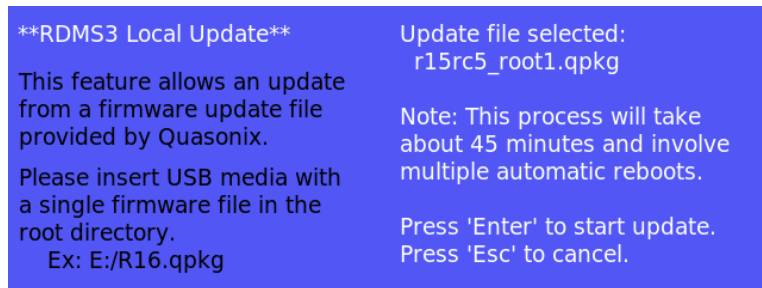 **RDMS3 Local Update**
This feature allows an update
from a firmware update file
provided by Quasonix.
Please insert USB media with
a single firmware file in the
root directory.
Ex: E:/R16.qpkg
Update file selected:
r15rc5_root1.qpkg
Note: This process will take
about 45 minutes and involve
multiple automatic reboots.
Press 'Enter' to start update.
Press 'Esc' to cancel.